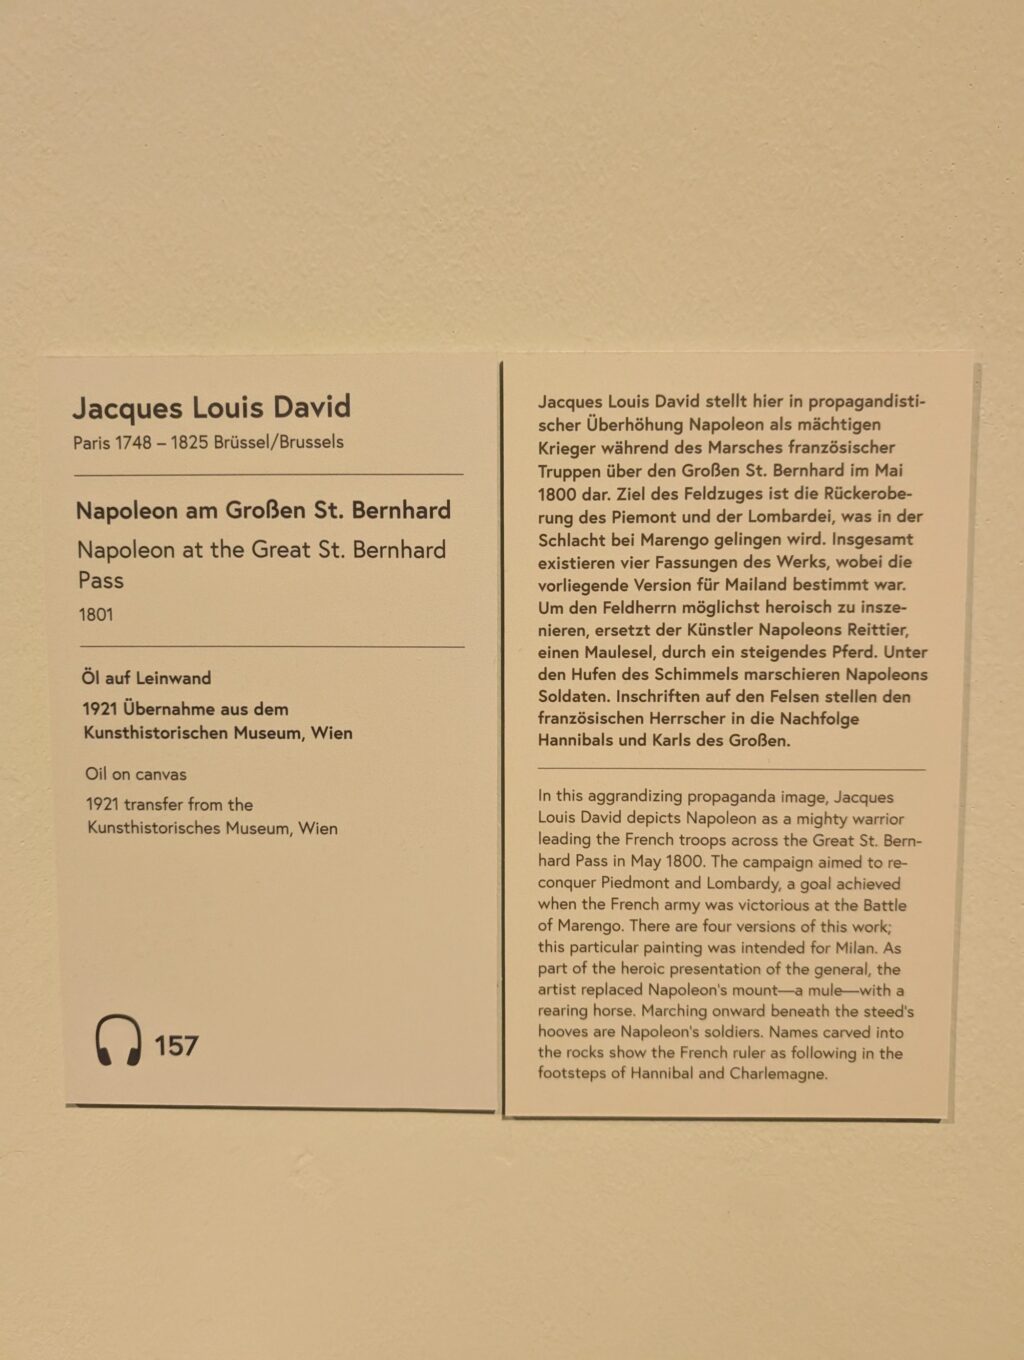 Jacques Louis David
Paris 1748 – 1825 Brüssel/Brussels
Napoleon am Großen St. Bernhard
Napoleon at the Great St. Bernhard
Pass
1801
Öl auf Leinwand
1921 Übernahme aus dem
Kunsthistorischen Museum, Wien
Oil on canvas
1921 transfer from the
Kunsthistorisches Museum, Wien
157
Jacques Louis David stellt hier in propagandisti-
scher Überhöhung Napoleon als mächtigen
Krieger während des Marsches französischer
Truppen über den Großen St. Bernhard im Mai
1800 dar. Ziel des Feldzuges ist die Rückerobe-
rung des Piemont und der Lombardei, was in der
Schlacht bei Marengo gelingen wird. Insgesamt
existieren vier Fassungen des Werks, wobei die
vorliegende Version für Mailand bestimmt war.
Um den Feldherrn möglichst heroisch zu insze-
nieren, ersetzt der Künstler Napoleons Reittier,
einen Maulesel, durch ein steigendes Pferd. Unter
den Hufen des Schimmels marschieren Napoleons
Soldaten. Inschriften auf den Felsen stellen den
französischen Herrscher in die Nachfolge
Hannibals und Karls des Großen.
In this aggrandizing propaganda image, Jacques
Louis David depicts Napoleon as a mighty warrior
leading the French troops across the Great St. Bern-
hard Pass in May 1800. The campaign aimed to re-
conquer Piedmont and Lombardy, a goal achieved
when the French army was victorious at the Battle
of Marengo. There are four versions of this work;
this particular painting was intended for Milan. As
part of the heroic presentation of the general, the
artist replaced Napoleon's mount—a mule—with a
rearing horse. Marching onward beneath the steed's
hooves are Napoleon's soldiers. Names carved into
the rocks show the French ruler as following in the
footsteps of Hannibal and Charlemagne.